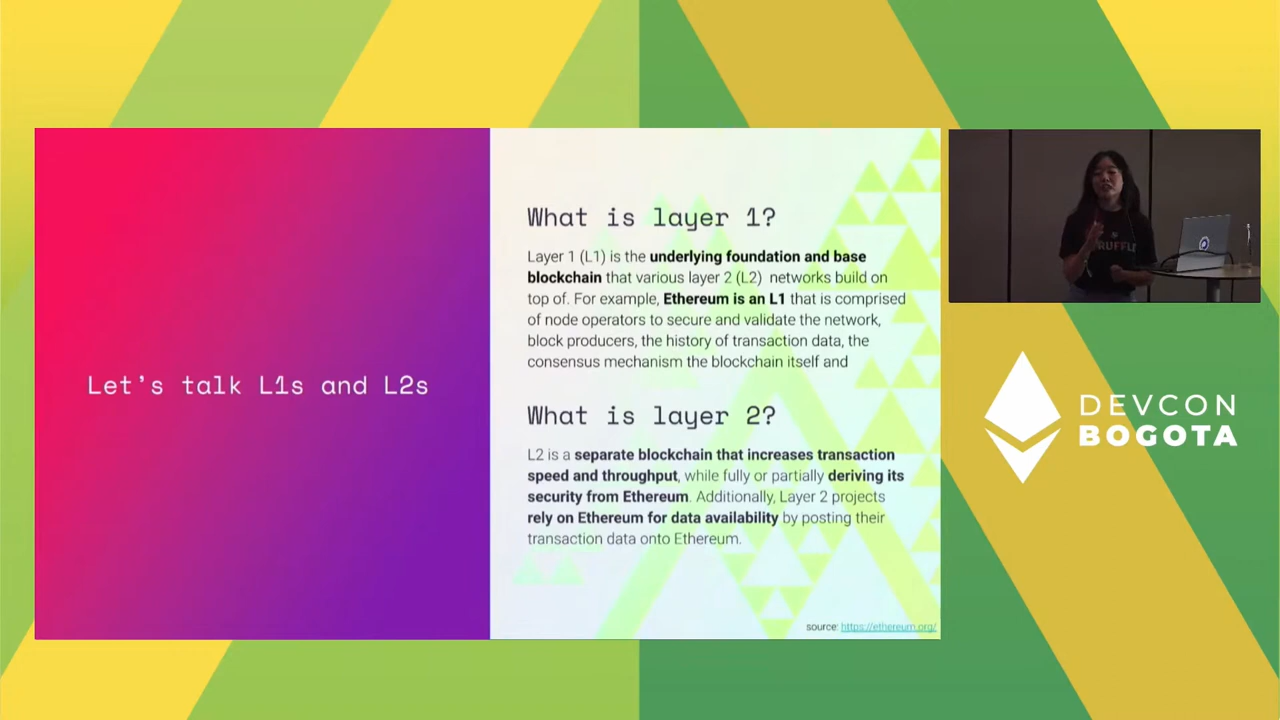 Let's talk L1s and L2s
What is layer 1?
Layer 1 (L1) is the underlying foundation and base
blockchain that various layer 2 (L2) networks build on
top of. For example, Ethereum is an L1 that is comprised
of node operators to secure and validate the network,
block producers, the history of transaction data, the
consensus mechanism the blockchain itself and
What is layer 2?
L2 is a separate blockchain that increases transaction
speed and throughput, while fully or partially deriving its
security from Ethereum. Additionally, Layer 2 projects
rely on Ethereum for data availability by posting their
transaction data onto Ethereum.
source: https://ethereum.org/
TRUFFLE
DEVCON
BOGOTA